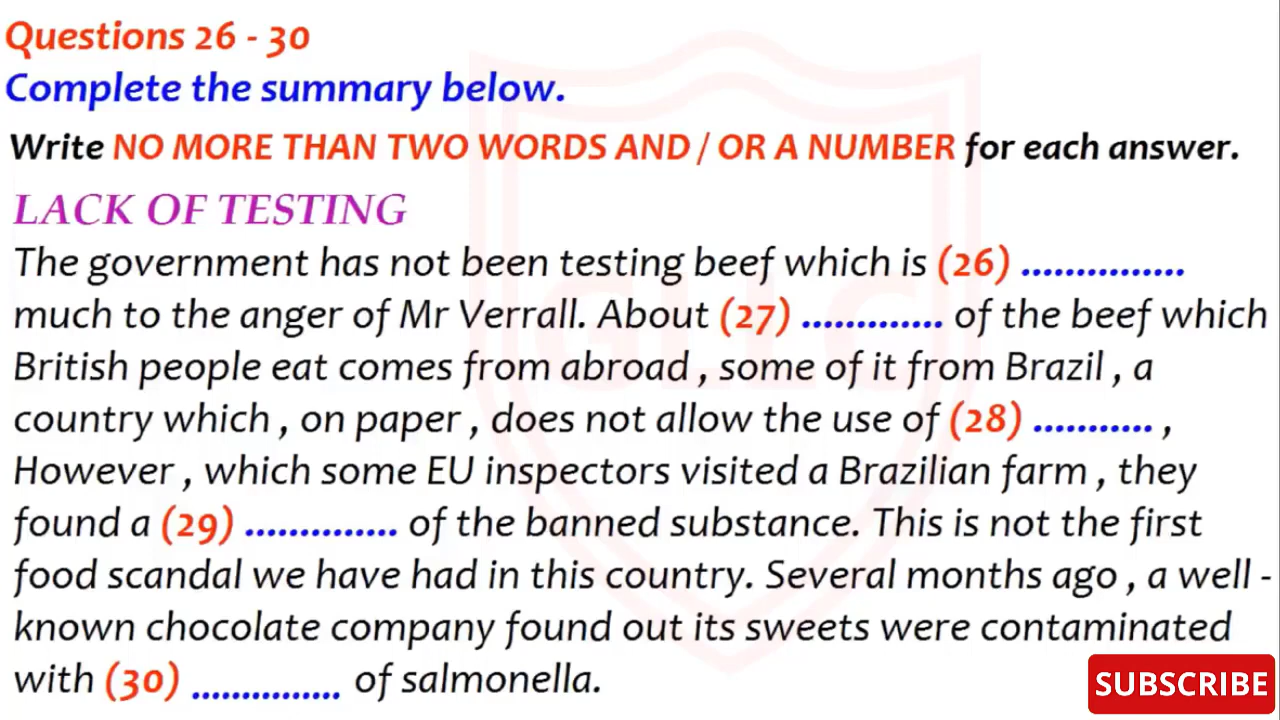 Questions 26 - 30
Complete the summary below.
Write NO MORE THAN TWO WORDS AND / OR A NUMBER for each answer.
LACK OF TESTING
The government has not been testing beef which is (26) ...............
much to the anger of Mr Verrall. About (27) ............. of the beef which
British people eat comes from abroad , some of it from Brazil , a
country which , on paper , does not allow the use of (28) ........... ,
However , which some EU inspectors visited a Brazilian farm , they
found a (29) .............. of the banned substance. This is not the first
food scandal we have had in this country. Several months ago , a well -
known chocolate company found out its sweets were contaminated
with (30) .............. of salmonella.
SUBSCRIBE
GLLC